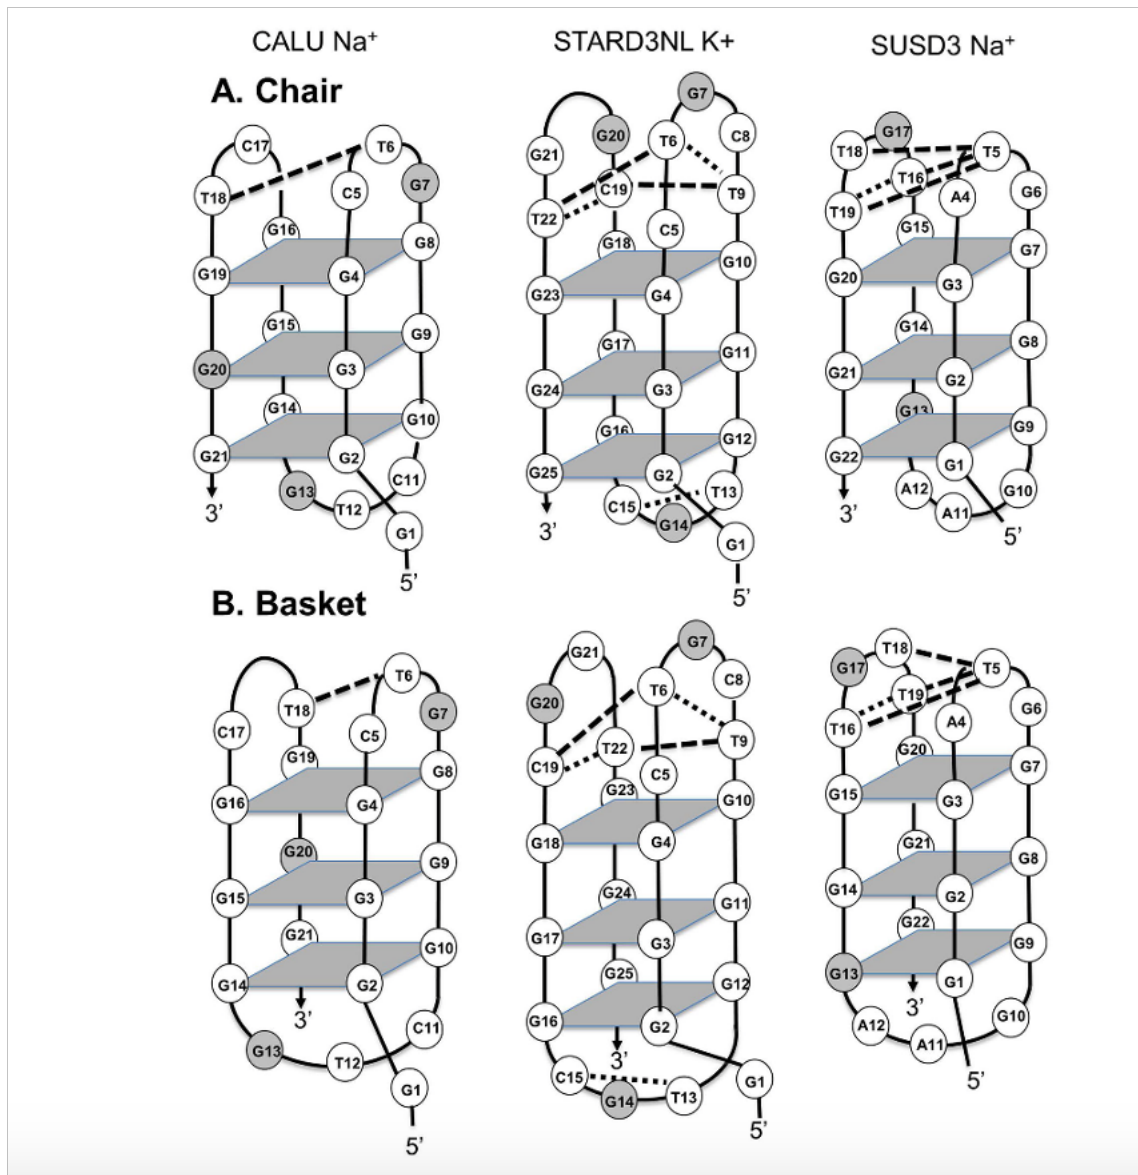 CALU Na⁺ STARD3NL K+ SUSD3 Na⁺
A. Chair
C17 T6 G7 T18 C5 G16 G8 G19 G4 G15 G9 G20 G3 G14 G10 G21 G2 C11 G13 T12 G1 3' 5'
G7 G20 T6 C8 G21 C19 T9 T22 C5 G18 G10 G23 G4 G17 G11 G24 G3 G16 G12 G25 G2 T13 C15 G14 G1 3' 5'
G17 T18 T5 T16 A4 G6 T19 G15 G7 G20 G3 G14 G8 G21 G2 G13 G9 G22 G1 A12 G10 A11 3' 5'
B. Basket
T6 T18 G7 C17 C5 G19 G8 G16 G4 G20 G9 G15 G3 G21 G10 G14 G2 3' C11 G13 T12 G1 5'
G7 G21 C8 T6 G20 T9 T22 C19 C5 G23 G10 G18 G4 G24 G11 G17 G3 G25 G12 G16 G2 3' C15 G14 T13 G1 5'
T18 G17 T5 T19 G6 T16 A4 G20 G7 G15 G3 G21 G8 G14 G2 G22 G9 G13 G1 3' A12 A11 G10 5'